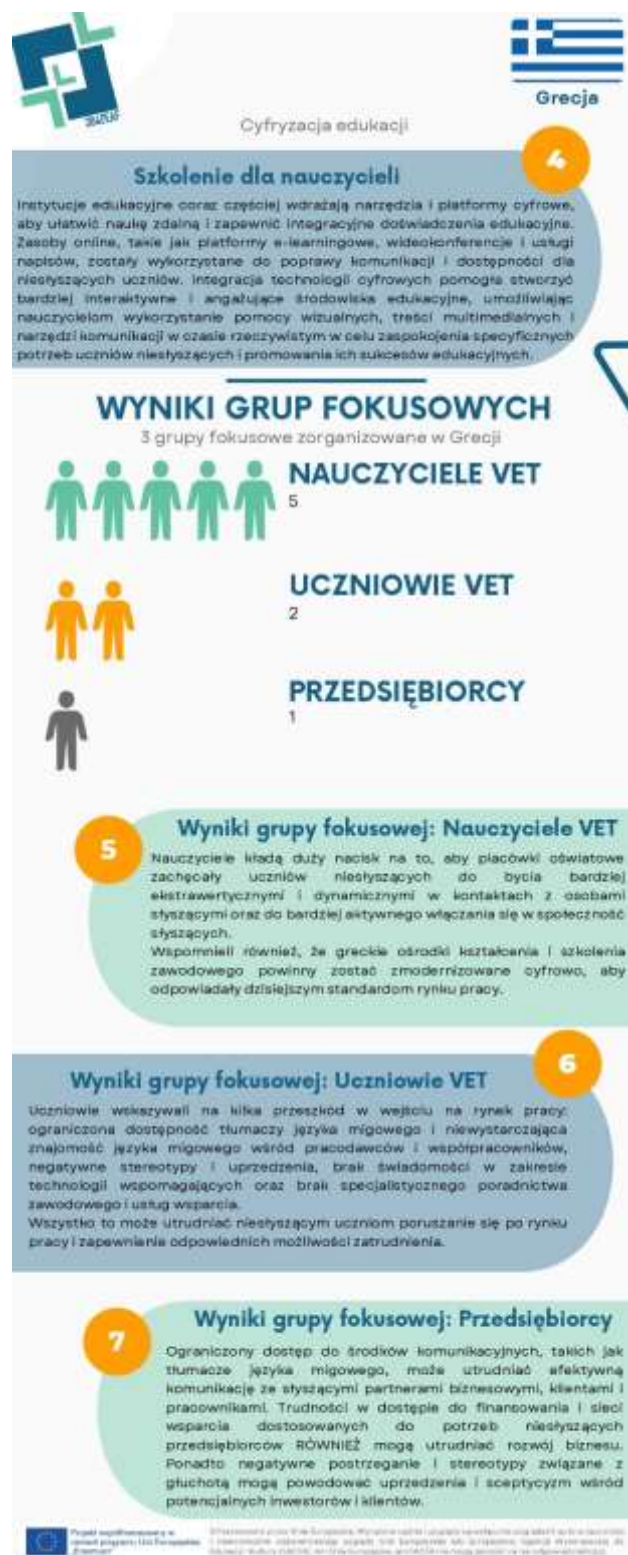 Grecja
Cyfryzacja edukacji
4
Szkolenie dla nauczycieli
Instytucje edukacyjne coraz częściej wdrażają narzędzia i platformy cyfrowe,
aby ułatwić naukę zdalną i zapewnić integracyjne doświadczenia edukacyjne.
Zasoby online, takie jak platformy e-learningowe, wideokonferencje i usługi
napisów, zostały wykorzystane do poprawy komunikacji i dostępności dla
niesłyszących uczniów. Integracja technologii cyfrowych pomogła stworzyć
bardziej interaktywne i angażujące środowiska edukacyjne, umożliwiając
nauczycielom wykorzystanie pomocy wizualnych, treści multimedialnych i
narzędzi komunikacji w czasie rzeczywistym w celu zaspokojenia specyficznych
potrzeb uczniów niesłyszących i promowania ich sukcesów edukacyjnych.
WYNIKI GRUP FOKUSOWYCH
3 grupy fokusowe zorganizowane w Grecji
NAUCZYCIELE VET
5
UCZNIOWIE VET
2
PRZEDSIĘBIORCY
1
5
Wyniki grupy fokusowej: Nauczyciele VET
Nauczyciele kładą duży nacisk na to, aby placówki oświatowe
zachęcały uczniów niesłyszących do bycia bardziej
ekstrawertycznymi i dynamicznymi w kontaktach z osobami
słyszącymi oraz do bardziej aktywnego włączania się w społeczność
słyszących.
Wspomnieli również, że greckie ośrodki kształcenia i szkolenia
zawodowego powinny zostać zmodernizowane cyfrowo, aby
odpowiadały dzisiejszym standardom rynku pracy.
6
Wyniki grupy fokusowej: Uczniowie VET
Uczniowie wskazywali na kilka przeszkód w wejściu na rynek pracy:
ograniczona dostępność tłumaczy języka migowego i niewystarczająca
znajomość języka migowego wśród pracodawców i współpracowników,
negatywne stereotypy i uprzedzenia, brak świadomości w zakresie
technologii wspomagających oraz brak specjalistycznego poradnictwa
zawodowego i usług wsparcia.
Wszystko to może utrudniać niesłyszącym uczniom poruszanie się po rynku
pracy i zapewnienie odpowiednich możliwości zatrudnienia.
7
Wyniki grupy fokusowej: Przedsiębiorcy
Ograniczony dostęp do środków komunikacyjnych, takich jak
tłumacze języka migowego, może utrudniać efektywną
komunikację ze słyszącymi partnerami biznesowymi, klientami i
pracownikami. Trudności w dostępie do finansowania i sieci
wsparcia dostosowanych do potrzeb niesłyszących
przedsiębiorców RÓWNIEŻ mogą utrudniać rozwój biznesu.
Ponadto negatywne postrzeganie i stereotypy związane z
głuchotą mogą powodować uprzedzenia i sceptycyzm wśród
potencjalnych inwestorów i klientów.
Projekt współfinansowany w
ramach programu Unii Europejskiej